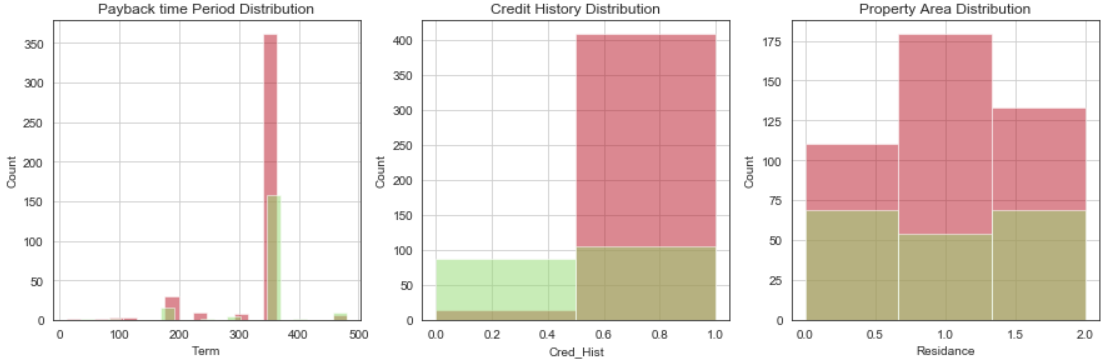 Payback time Period Distribution
350
300
250
200
150
100
50
0
Count
0 100 200 300 400 500
Term
Credit History Distribution
400
350
300
250
200
150
100
50
0
Count
0.0 0.2 0.4 0.6 0.8 1.0
Cred_Hist
Property Area Distribution
175
150
125
100
75
50
25
0
Count
0.0 0.5 1.0 1.5 2.0
Residance